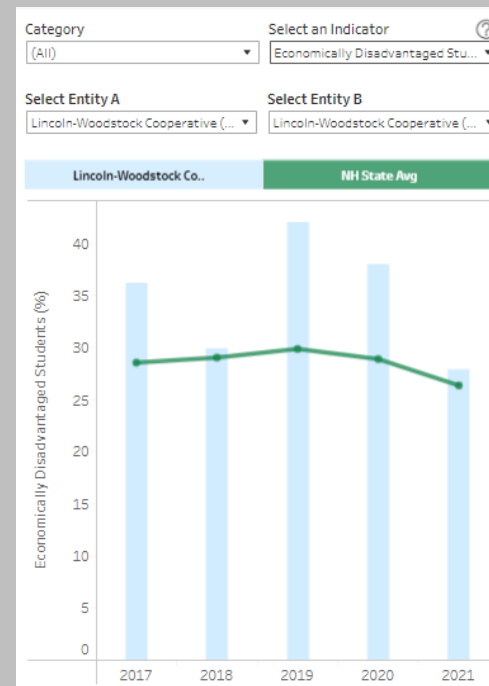 Category
Select an Indicator
?
(All)
Economically Disadvantaged Stu...
Select Entity A
Select Entity B
Lincoln-Woodstock Cooperative (...
Lincoln-Woodstock Cooperative (...
Lincoln-Woodstock Co..
NH State Avg
Economically Disadvantaged Students (%)
40
35
30
25
20
15
10
5
0
2017 2018 2019 2020 2021